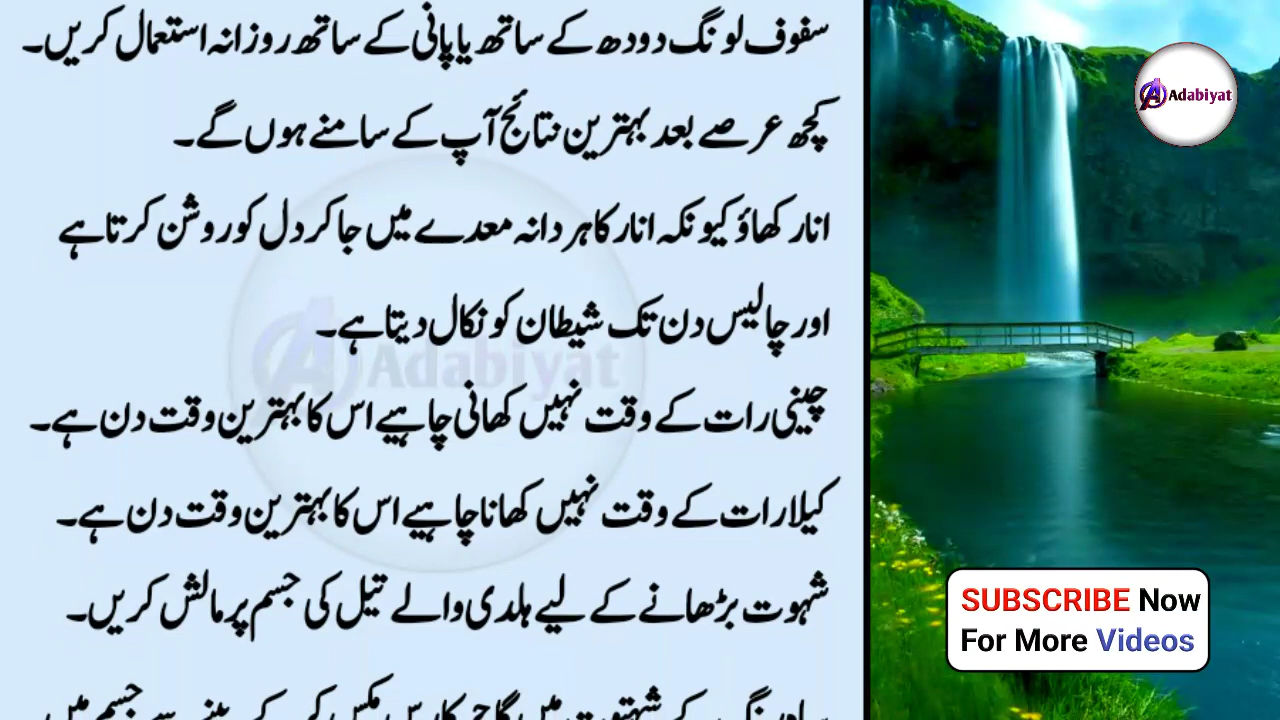 سفوف لونگ دودھ کے ساتھ یا پانی کے ساتھ روزانہ استعمال کریں۔
کچھ عرصے بعد بہترین نتائج آپ کے سامنے ہوں گے۔
انار کھاؤ کیونکہ انار کا ہر دانہ معدے میں جا کر دل کو روشن کرتا ہے
اور چالیس دن تک شیطان کو نکال دیتا ہے۔
چینی رات کے وقت نہیں کھانی چاہیے اس کا بہترین وقت دن ہے۔
کیلا رات کے وقت نہیں کھانا چاہیے اس کا بہترین وقت دن ہے۔
شہوت بڑھانے کے لیے ہلدی والے تیل کی جسم پر مالش کریں۔
Adabiyat
Adabiyat
SUBSCRIBE Now
For More Videos